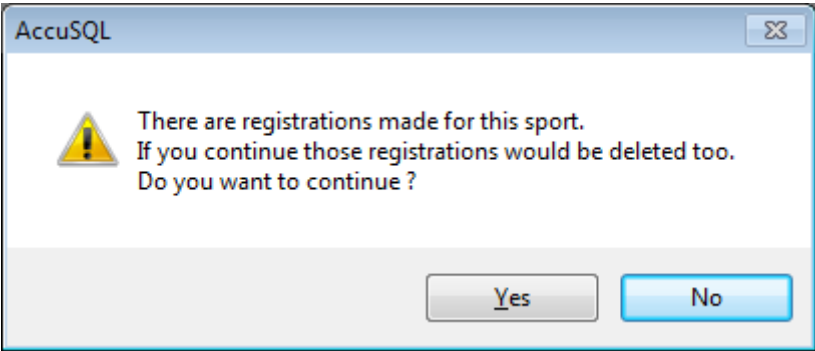 AccuSQL
There are registrations made for this sport.
If you continue those registrations would be deleted too.
Do you want to continue ?
Yes
No